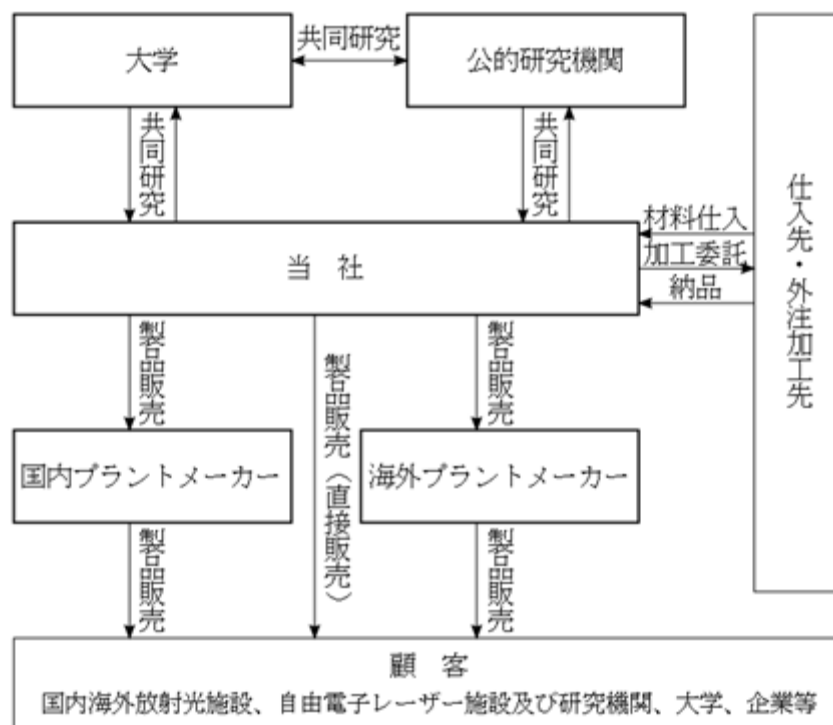 大学
共同研究
公的研究機関
共同研究
共同研究
材料仕入
加工委託
納品
仕入先・外注加工先
当 社
製品販売
製品販売（直接販売）
製品販売
国内プラントメーカー
海外プラントメーカー
製品販売
製品販売
顧 客
国内海外放射光施設、自由電子レーザー施設及び研究機関、大学、企業等